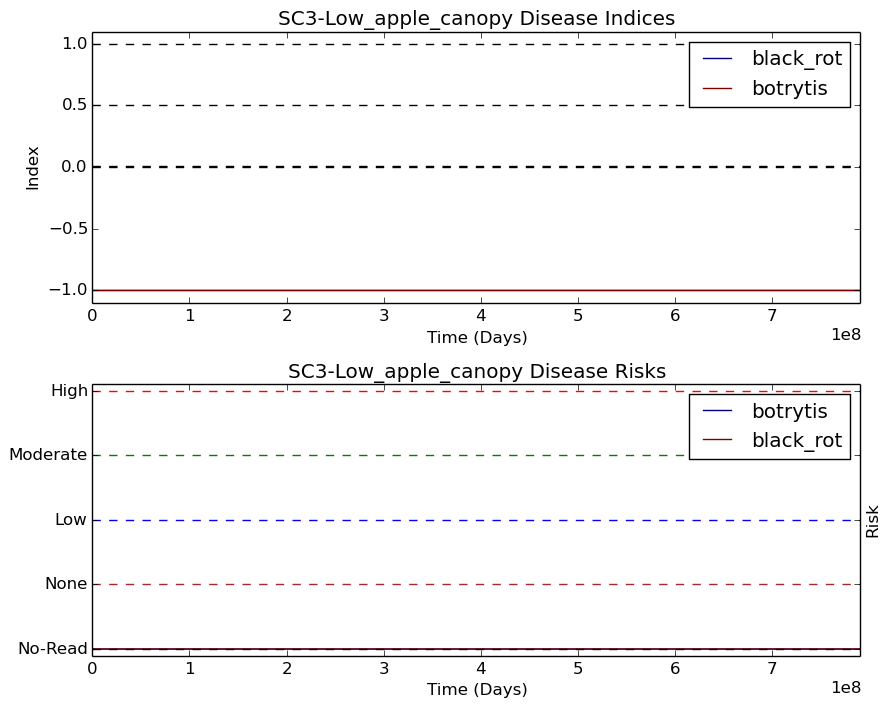 SC3-Low_apple_canopy Disease Indices
1.0
0.5
0.0
−0.5
−1.0
Index
black_rot
botrytis
0 1 2 3 4 5 6 7
1e8
Time (Days)
SC3-Low_apple_canopy Disease Risks
High
Moderate
Low
None
No-Read
botrytis
black_rot
Risk
0 1 2 3 4 5 6 7
1e8
Time (Days)